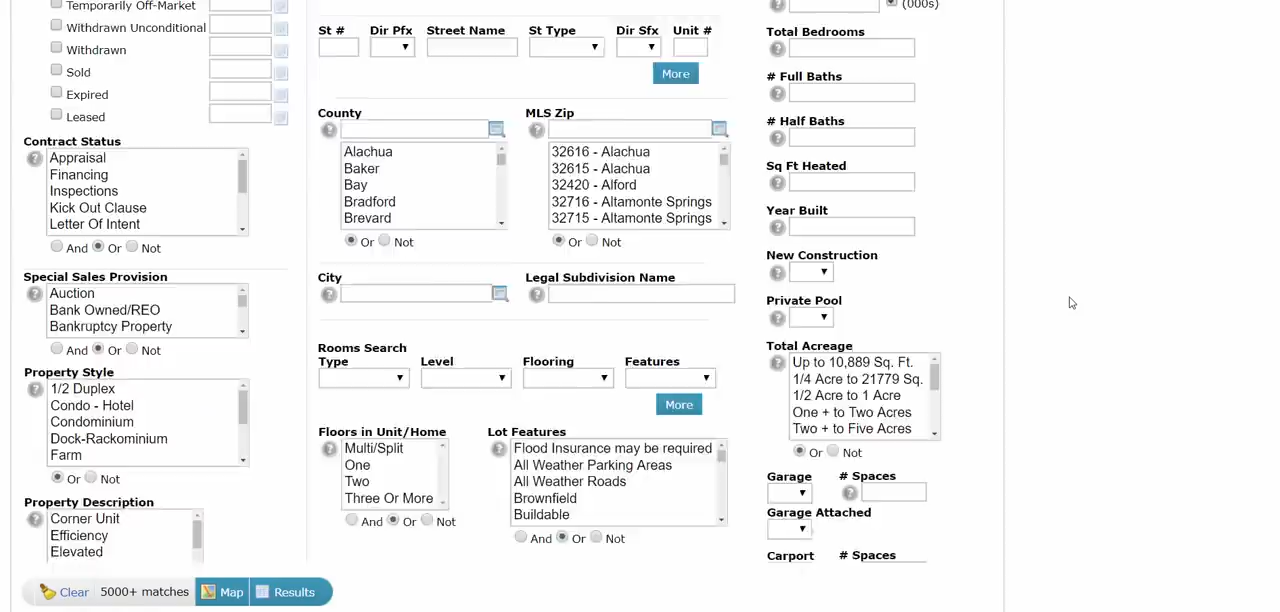 Temporarily Off-Market
Withdrawn Unconditional
Withdrawn
Sold
Expired
Leased
Contract Status
Appraisal
Financing
Inspections
Kick Out Clause
Letter Of Intent
And Or Not
Special Sales Provision
Auction
Bank Owned/REO
Bankruptcy Property
And Or Not
Property Style
1/2 Duplex
Condo - Hotel
Condominium
Dock-Rackominium
Farm
Or Not
Property Description
Corner Unit
Efficiency
Elevated
St # Dir Pfx Street Name St Type Dir Sfx Unit #
More
County
Alachua
Baker
Bay
Bradford
Brevard
Or Not
MLS Zip
32616 - Alachua
32615 - Alachua
32420 - Alford
32716 - Altamonte Springs
32715 - Altamonte Springs
Or Not
City
Legal Subdivision Name
Rooms Search
Type Level Flooring Features
More
Floors in Unit/Home
Multi/Split
One
Two
Three Or More
And Or Not
Lot Features
Flood Insurance may be required
All Weather Parking Areas
All Weather Roads
Brownfield
Buildable
And Or Not
(000s)
Total Bedrooms
# Full Baths
# Half Baths
Sq Ft Heated
Year Built
New Construction
Private Pool
Total Acreage
Up to 10,889 Sq. Ft.
1/4 Acre to 21779 Sq.
1/2 Acre to 1 Acre
One + to Two Acres
Two + to Five Acres
Or Not
Garage # Spaces
Garage Attached
Carport # Spaces
Clear 5000+ matches Map Results